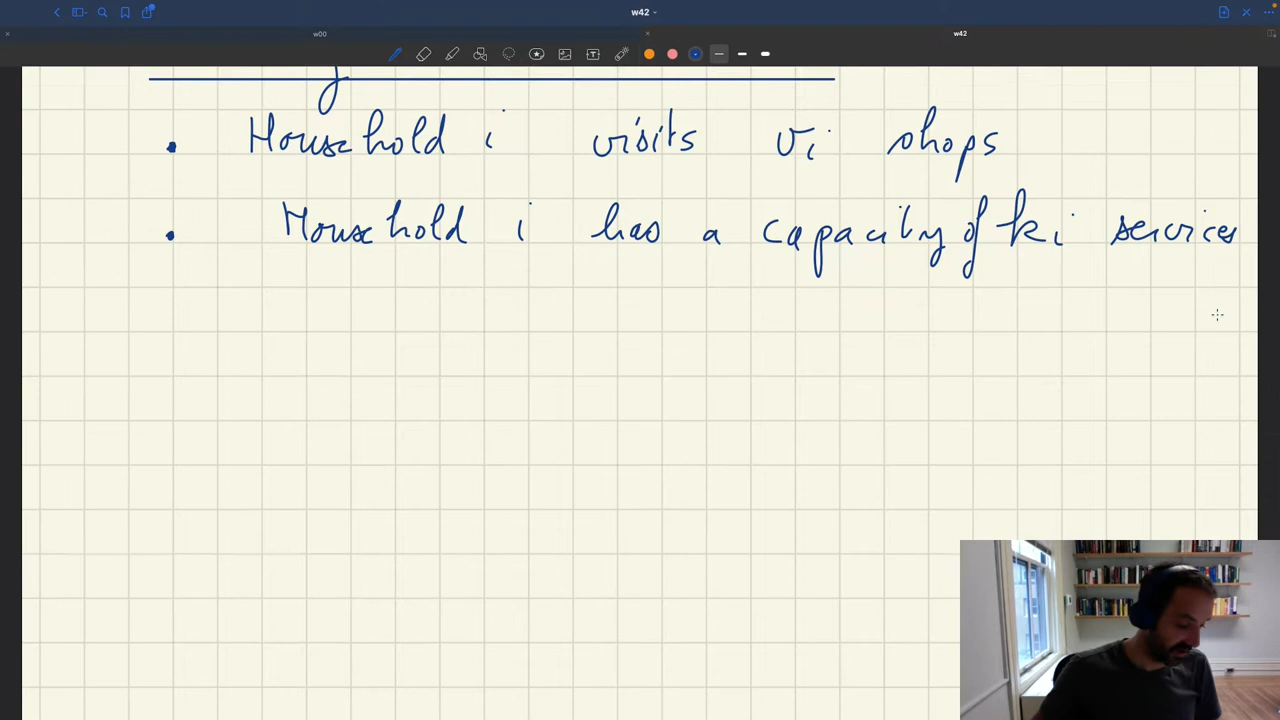 w42
w00
w42
• Household i visits vi shops
• Household i has a capacity of ki services